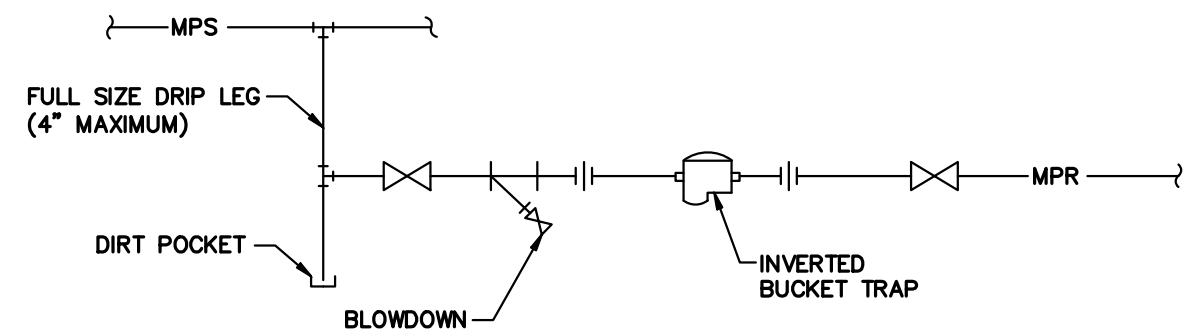 MPS
FULL SIZE DRIP LEG
(4" MAXIMUM)
MPR
DIRT POCKET
INVERTED
BUCKET TRAP
BLOWDOWN